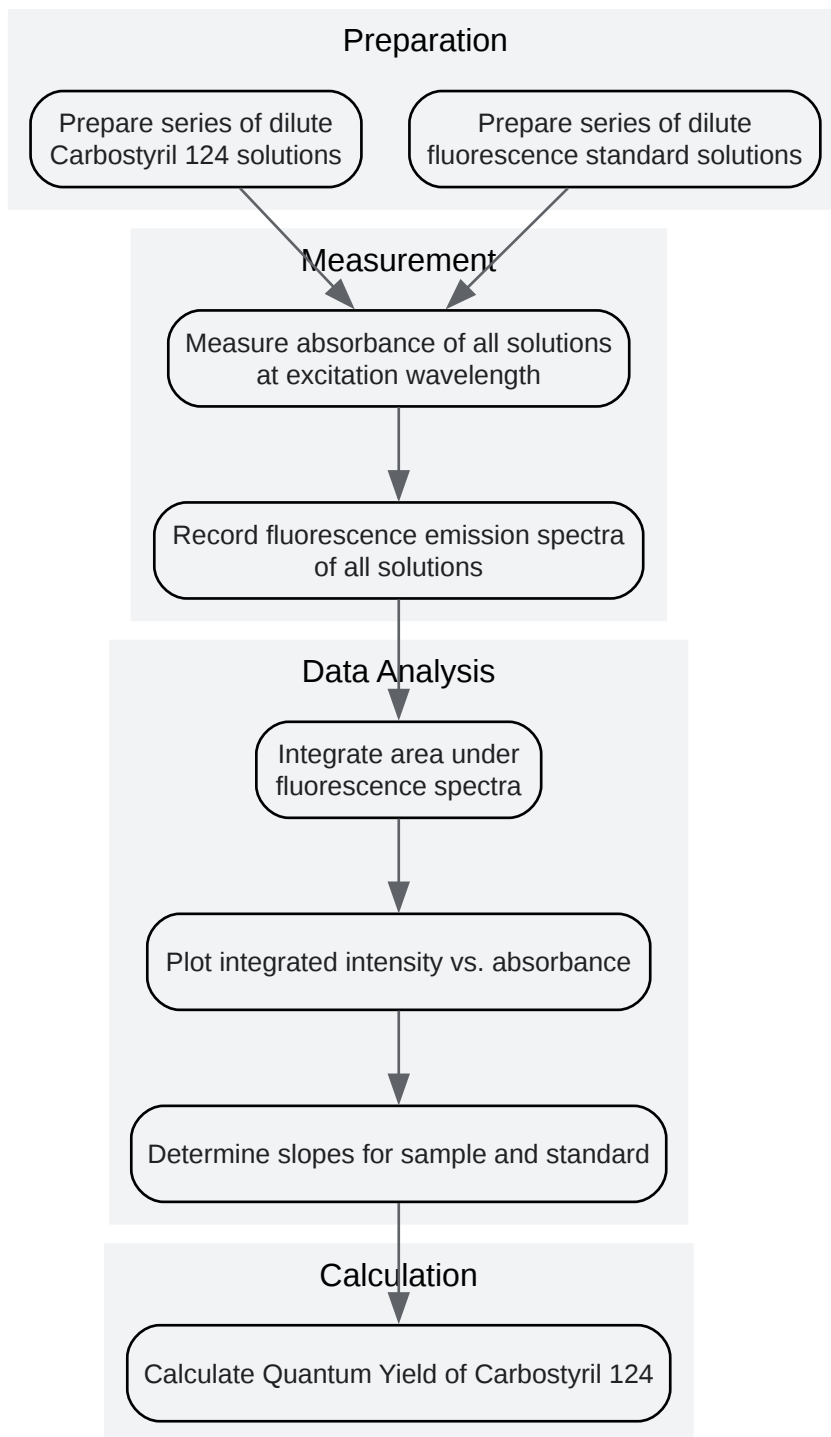 Preparation
Prepare series of dilute
Carbostyril 124 solutions
Prepare series of dilute
fluorescence standard solutions
Measurement
Measure absorbance of all solutions
at excitation wavelength
Record fluorescence emission spectra
of all solutions
Data Analysis
Integrate area under
fluorescence spectra
Plot integrated intensity vs. absorbance
Determine slopes for sample and standard
Calculation
Calculate Quantum Yield of Carbostyril 124